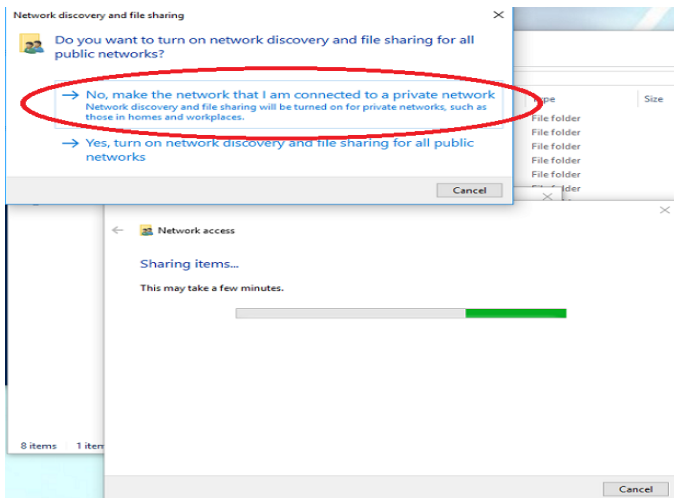 Network discovery and file sharing
Do you want to turn on network discovery and file sharing for all
public networks?
No, make the network that I am connected to a private network
Network discovery and file sharing will be turned on for private networks, such as
those in homes and workplaces.
Yes, turn on network discovery and file sharing for all public
networks
Cancel
Type Size
File folder
File folder
File folder
File folder
File folder
Network access
Sharing items...
This may take a few minutes.
8 items 1 iten
Cancel